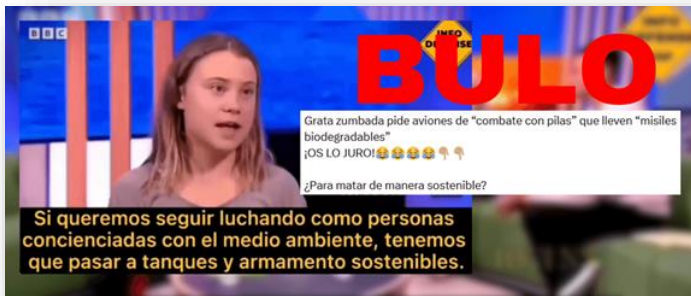 BBC
INFO
DEFENSE
BULO
Grata zumbada pide aviones de “combate con pilas” que lleven “misiles
biodegradables”
¡OS LO JURO!😂😂😂😂👇🏼👇🏼
¿Para matar de manera sostenible?
Si queremos seguir luchando como personas
concienciadas con el medio ambiente, tenemos
que pasar a tanques y armamento sostenibles.